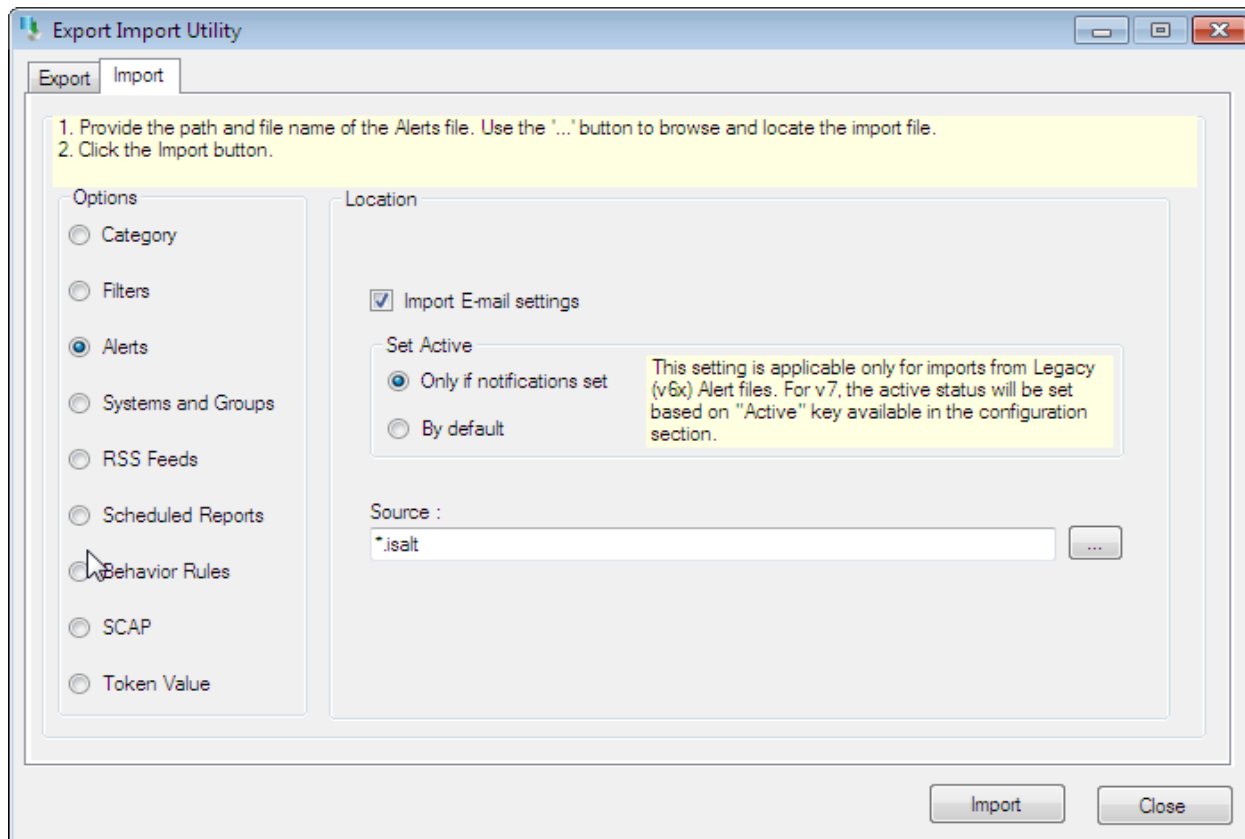 Export Import Utility
Export
Import
1. Provide the path and file name of the Alerts file. Use the '...' button to browse and locate the import file.
2. Click the Import button.
Options
Category
Filters
Alerts
Systems and Groups
RSS Feeds
Scheduled Reports
Behavior Rules
SCAP
Token Value
Location
Import E-mail settings
Set Active
Only if notifications set
By default
This setting is applicable only for imports from Legacy
(v6x) Alert files. For v7, the active status will be set
based on "Active" key available in the configuration
section.
Source :
*.isalt
...
Import
Close